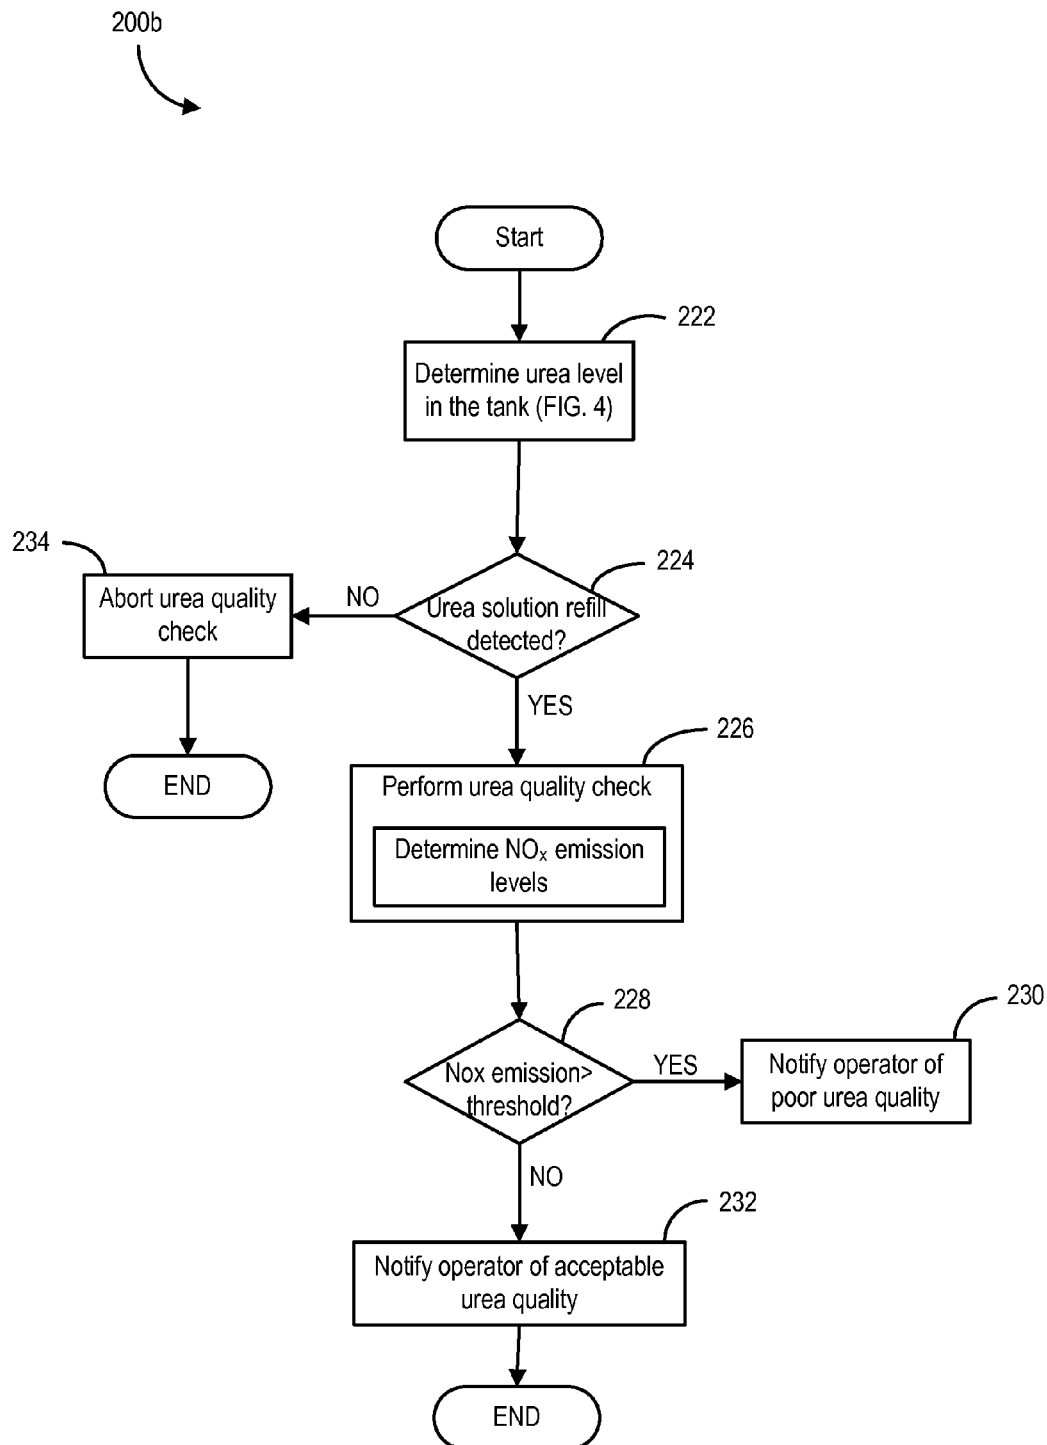 200b
Start
222
Determine urea level
in the tank (FIG. 4)
224
234
Abort urea quality
check
NO
Urea solution refill
detected?
YES
END
226
Perform urea quality check
Determine NOₓ emission
levels
228
230
Nox emission>
threshold?
YES
Notify operator of
poor urea quality
NO
232
Notify operator of acceptable
urea quality
END